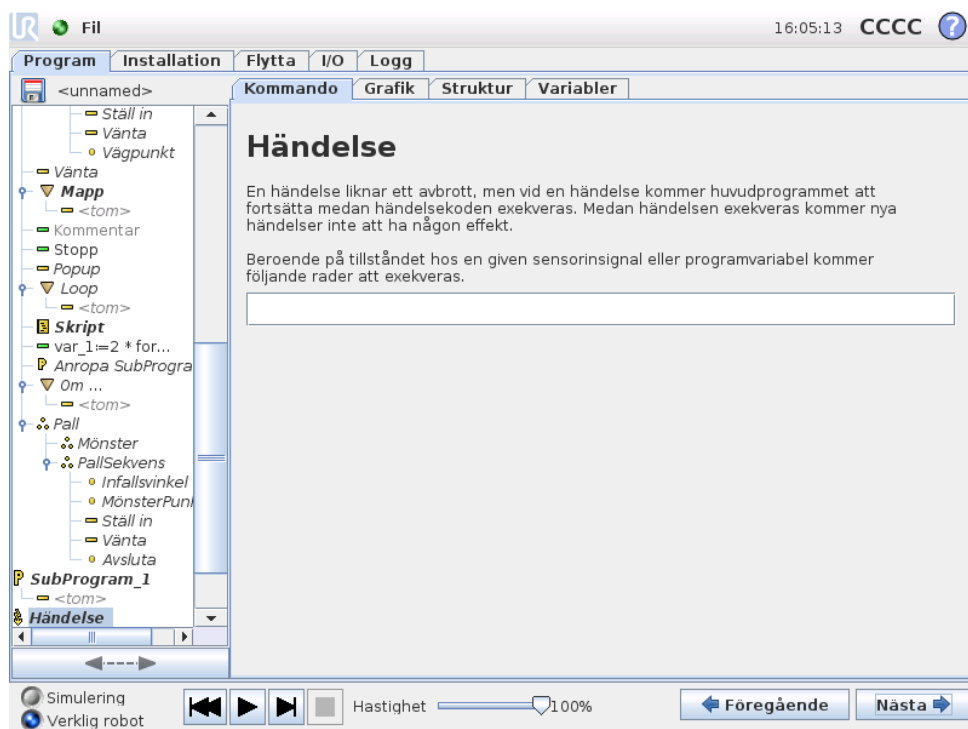 UR Fil 16:05:13 CCCC ?
Program Installation Flytta I/O Logg
<unnamed>
Kommando Grafik Struktur Variabler
Ställ in
Vänta
Vägpunkt
Vänta
Mapp
<tom>
Kommentar
Stopp
Popup
Loop
<tom>
Skript
var_1≔2 * for...
P Anropa SubProgra
Om ...
<tom>
Pall
Mönster
PallSekvens
Infallsvinkel
MönsterPunl
Ställ in
Vänta
Avsluta
P SubProgram_1
<tom>
Händelse
Händelse
En händelse liknar ett avbrott, men vid en händelse kommer huvudprogrammet att
fortsätta medan händelsekoden exekveras. Medan händelsen exekveras kommer nya
händelser inte att ha någon effekt.
Beroende på tillståndet hos en given sensorinsignal eller programvariabel kommer
följande rader att exekveras.
Simulering
Verklig robot
Hastighet 100%
Föregående Nästa